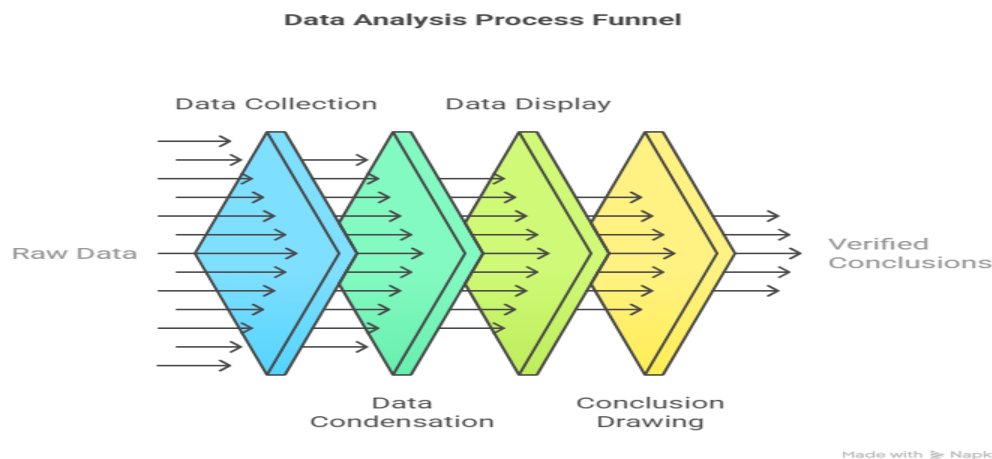 Data Analysis Process Funnel
Data Collection
Data Display
Raw Data
Verified
Conclusions
Data
Condensation
Conclusion
Drawing
Made with Napk